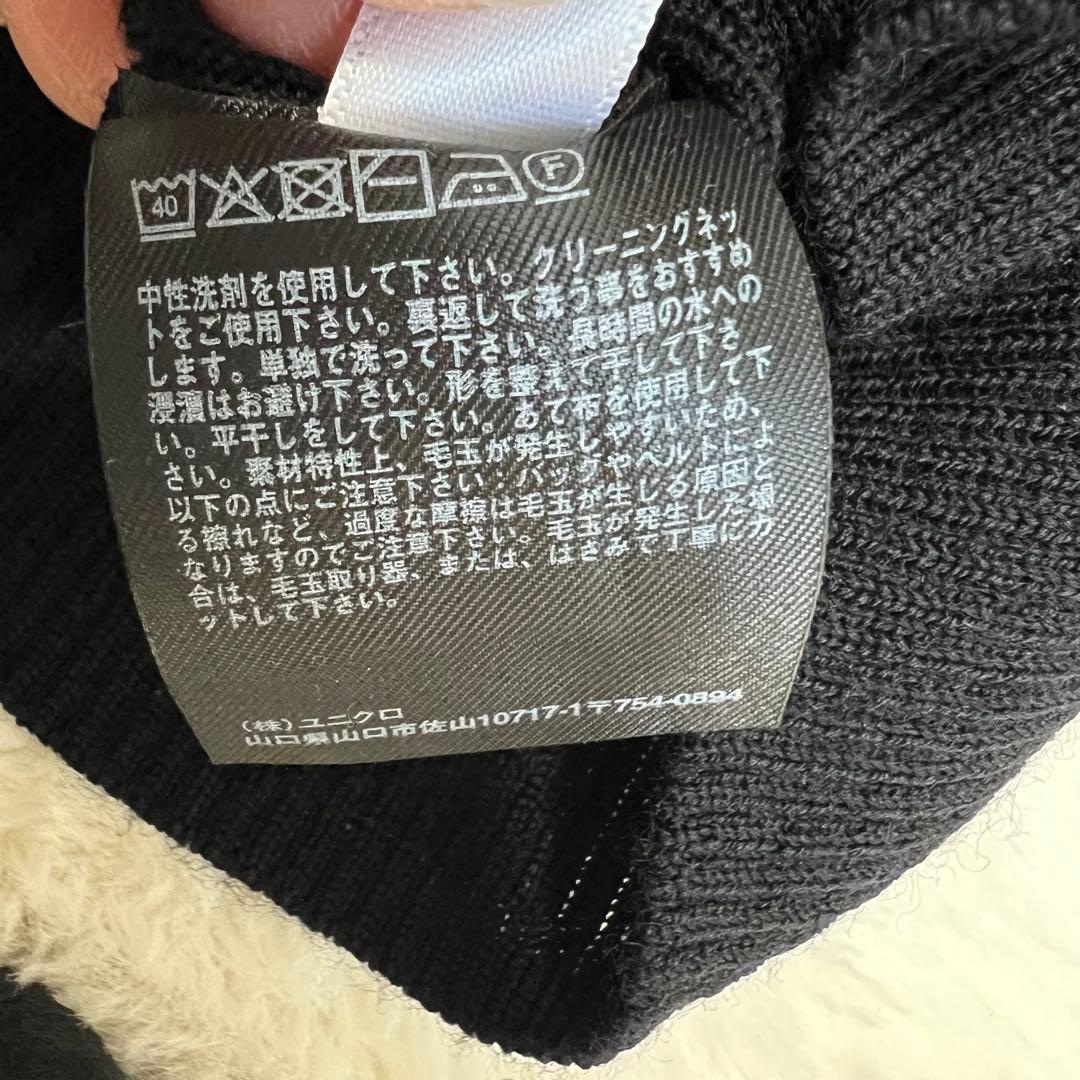 40 F
中性洗剤を使用して下さい。クリーニングネッ
トをご使用下さい。裏返して洗う事をおすすめ
します。単独で洗って下さい。長時間の水への
浸漬はお避け下さい。形を整えて干して下さ
い。平干しをして下さい。あて布を使用して下
さい。素材特性上、毛玉が発生しやすいため、
以下の点にご注意下さい：バッグやベルトによ
る擦れなど、過度な摩擦は毛玉が生る原因と
なりますのでご注意下さい。毛玉が発生した場
合は、毛玉取り器、または、はさみで丁寧にカ
ットして下さい。
(株)ユニクロ
山口県山口市佐山10717-1〒754-0894